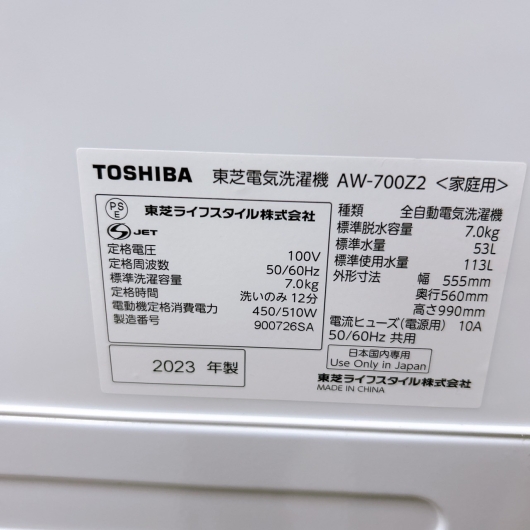 TOSHIBA 東芝電気洗濯機 AW-700Z2 <家庭用>
PS
E
東芝ライフスタイル株式会社
S JET
定格電圧 100V
定格周波数 50/60Hz
標準洗濯容量 7.0kg
定格時間 洗いのみ 12分
電動機定格消費電力 450/510W
製造番号 900726SA
2023 年製
種類 全自動電気洗濯機
標準脱水容量 7.0kg
標準水量 53L
標準使用水量 113L
外形寸法 幅 555mm
奥行560mm
高さ990mm
電流ヒューズ(電源用) 10A
50/60Hz 共用
日本国内専用
Use Only in Japan
東芝ライフスタイル株式会社
MADE IN CHINA